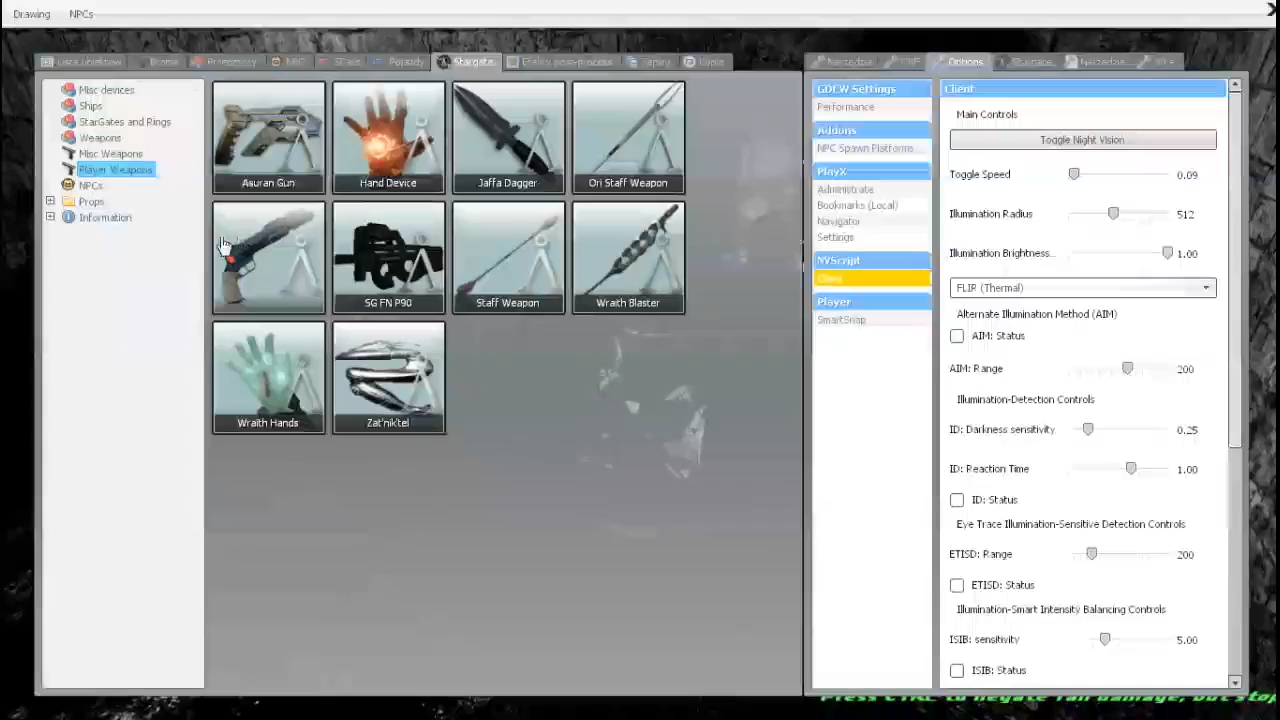 Drawing NPCs
Stargate
Options
Misc devices
Ships
StarGates and Rings
Weapons
Misc Weapons
Player Weapons
NPCs
Props
Information
Asuran Gun
Hand Device
Jaffa Dagger
Ori Staff Weapon
SG FN P90
Staff Weapon
Wraith Blaster
Wraith Hands
Zat'nik'tel
GDCW Settings
Performance
Addons
NPC Spawn Platforms...
PlayX
Administrate
Bookmarks (Local)
Navigator
Settings
NVScript
Client
Player
SmartSnap
Client
Main Controls
Toggle Night Vision
Toggle Speed 0.09
Illumination Radius 512
Illumination Brightness... 1.00
FLIR (Thermal)
Alternate Illumination Method (AIM)
AIM: Status
AIM: Range 200
Illumination-Detection Controls
ID: Darkness sensitivity 0.25
ID: Reaction Time 1.00
ID: Status
Eye Trace Illumination-Sensitive Detection Controls
ETISD: Range 200
ETISD: Status
Illumination-Smart Intensity Balancing Controls
ISIB: sensitivity 5.00
ISIB: Status